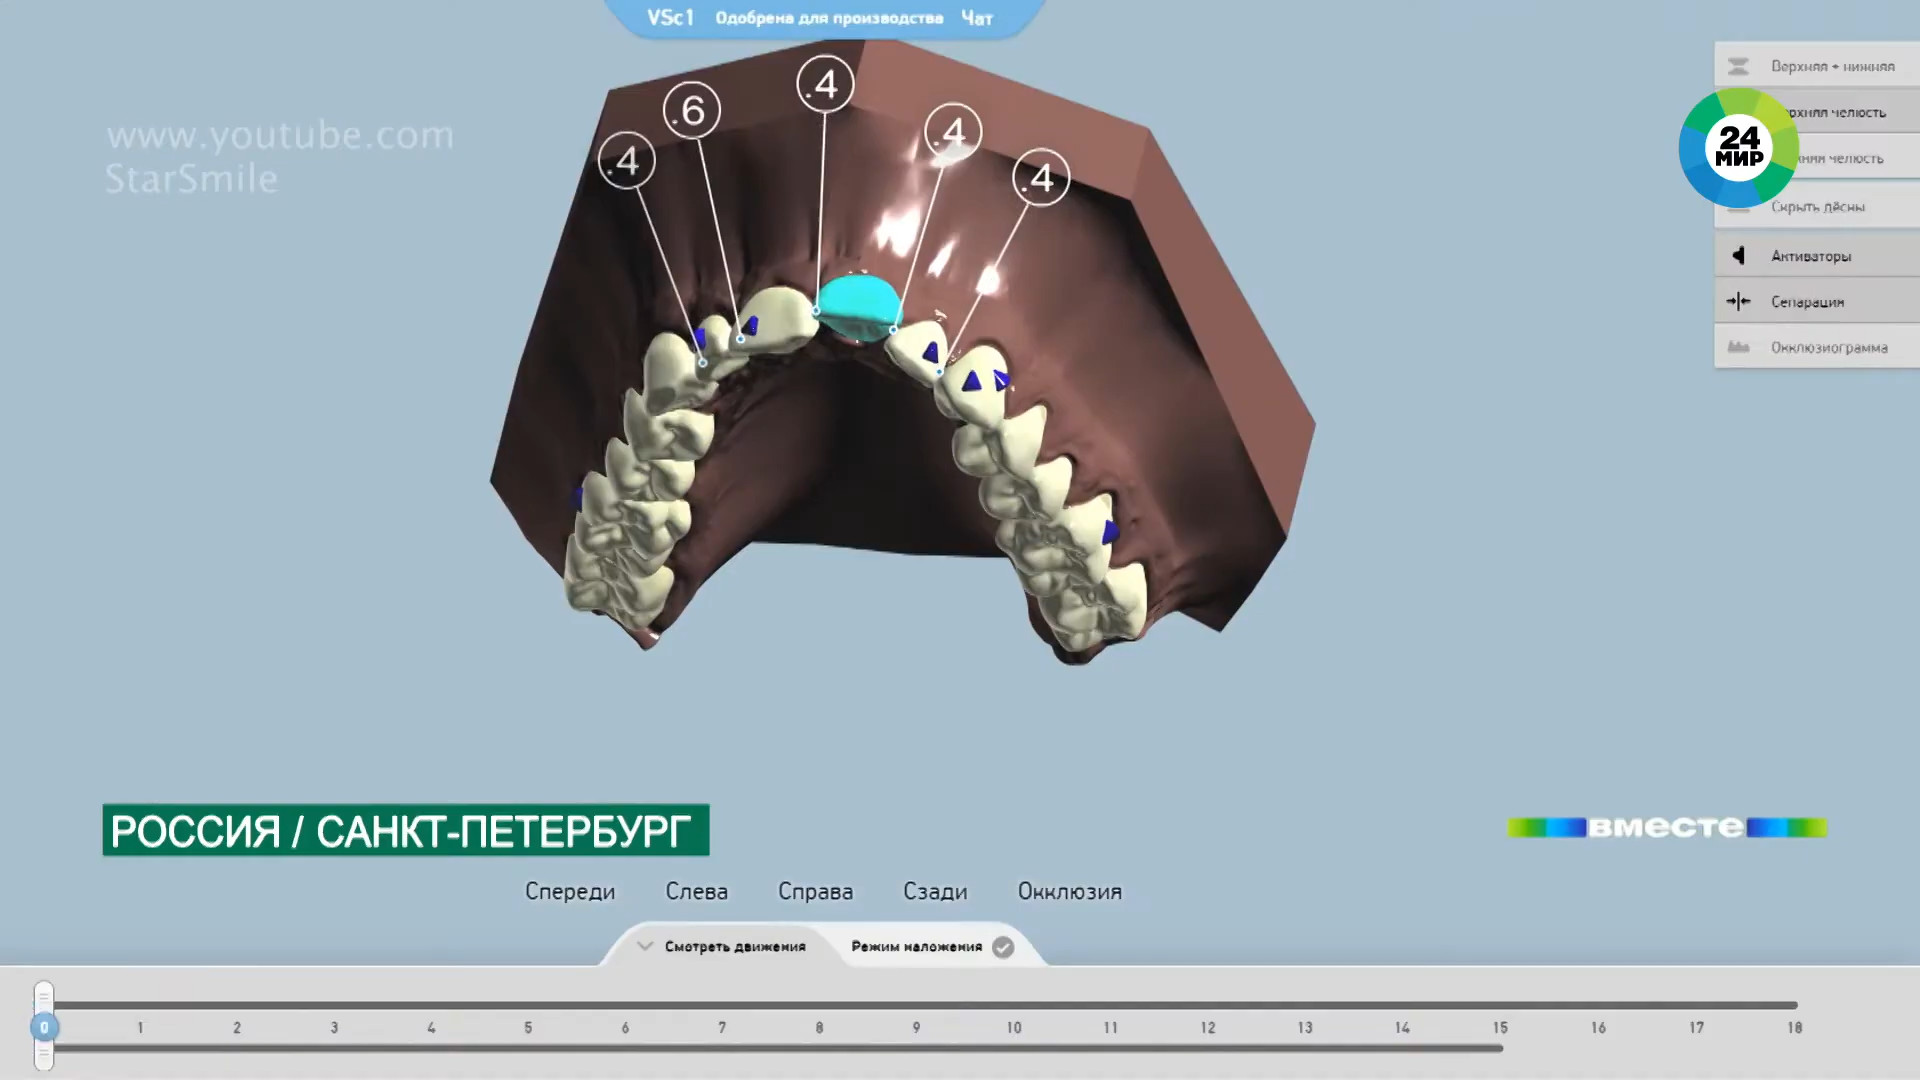 VSc1 Одобрена для производства Чат
www.youtube.com
StarSmile
.4
.6
.4
.4
.4
Верхняя + нижняя
челюсть
24
МИР
челюсть
Скрыть дёсны
Активаторы
Сепарация
Окклюзиограмма
РОССИЯ / САНКТ-ПЕТЕРБУРГ
вместе
Спереди Слева Справа Сзади Окклюзия
Смотреть движения Режим наложения
0 1 2 3 4 5 6 7 8 9 10 11 12 13 14 15 16 17 18